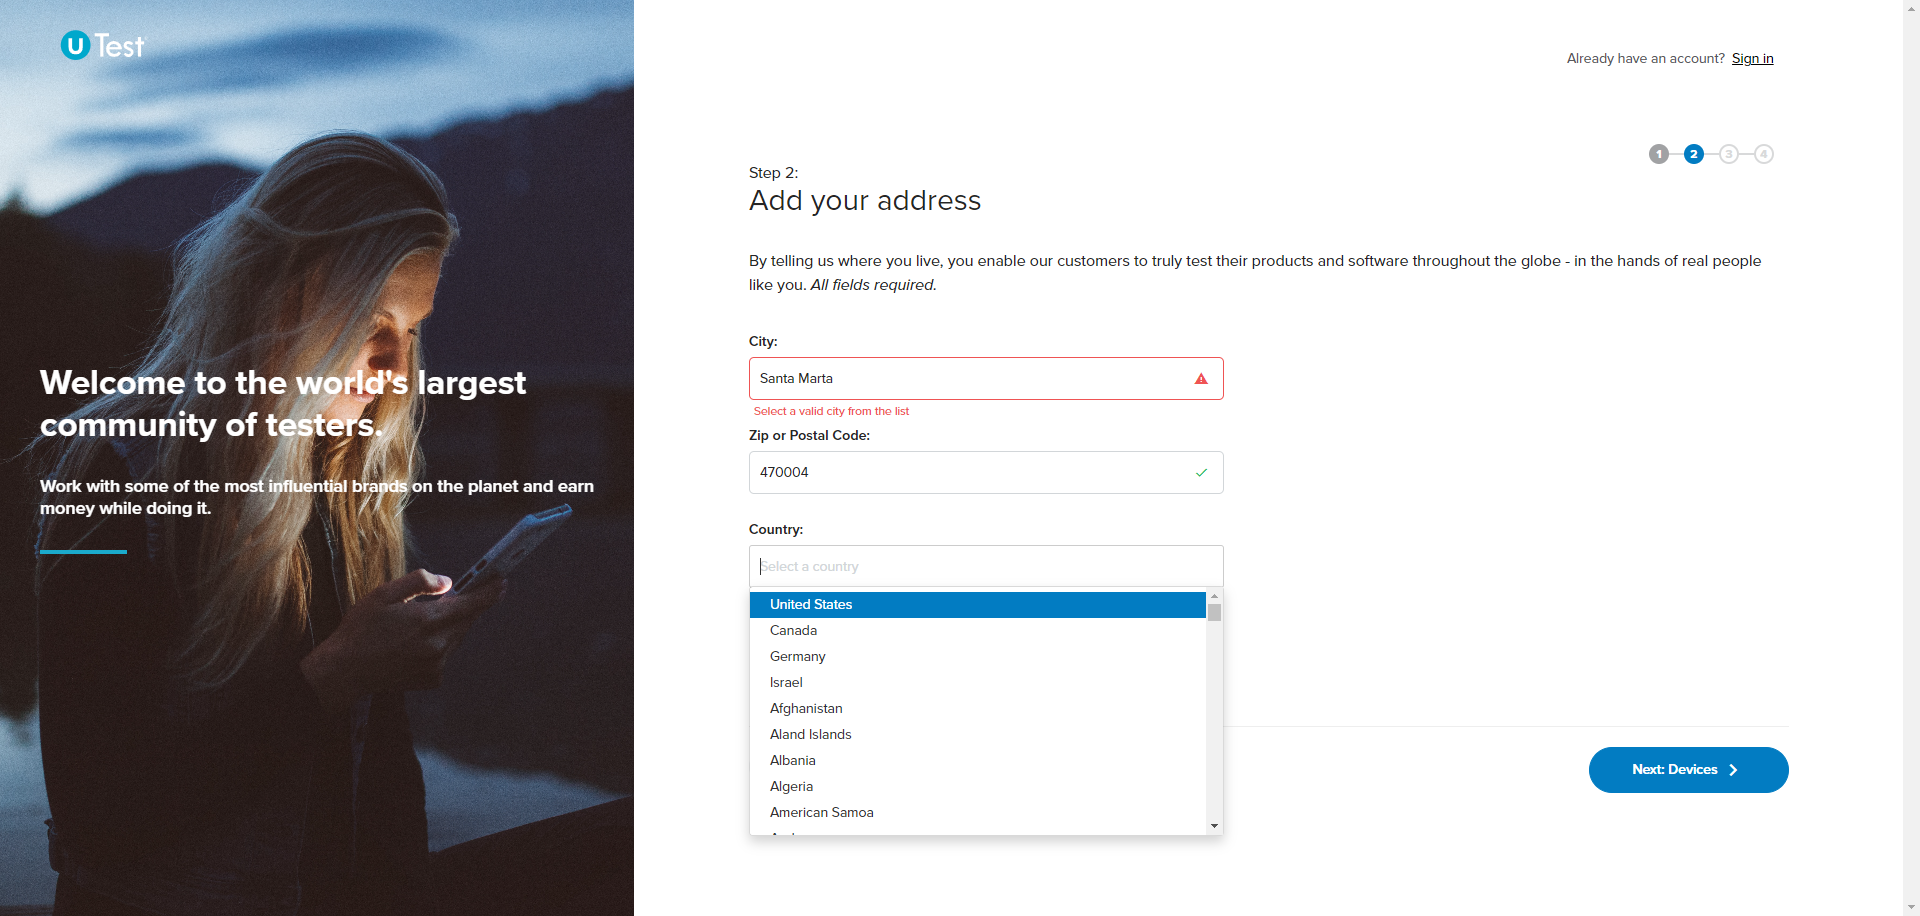 U Test
Already have an account? Sign in
1 2 3 4
Step 2:
Add your address
By telling us where you live, you enable our customers to truly test their products and software throughout the globe - in the hands of real people
like you. All fields required.
City:
Santa Marta
Select a valid city from the list
Zip or Postal Code:
470004
Country:
Select a country
United States
Canada
Germany
Israel
Afghanistan
Aland Islands
Albania
Algeria
American Samoa
Next: Devices
Welcome to the world's largest
community of testers.
Work with some of the most influential brands on the planet and earn
money while doing it.